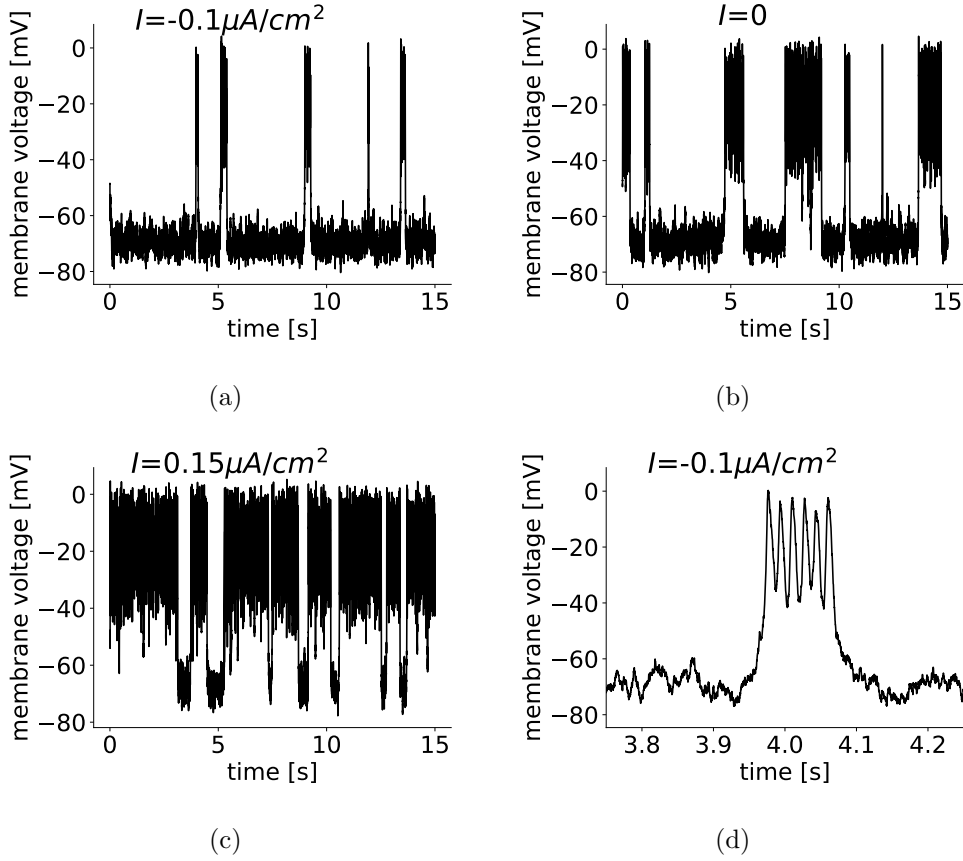 I=-0.1μA/cm²
membrane voltage [mV]
0
−20
−40
−60
−80
0 5 10 15
time [s]
(a)
I=0
membrane voltage [mV]
0
−20
−40
−60
−80
0 5 10 15
time [s]
(b)
I=0.15μA/cm²
membrane voltage [mV]
0
−20
−40
−60
−80
0 5 10 15
time [s]
(c)
I=-0.1μA/cm²
membrane voltage [mV]
0
−20
−40
−60
−80
3.8 3.9 4.0 4.1 4.2
time [s]
(d)